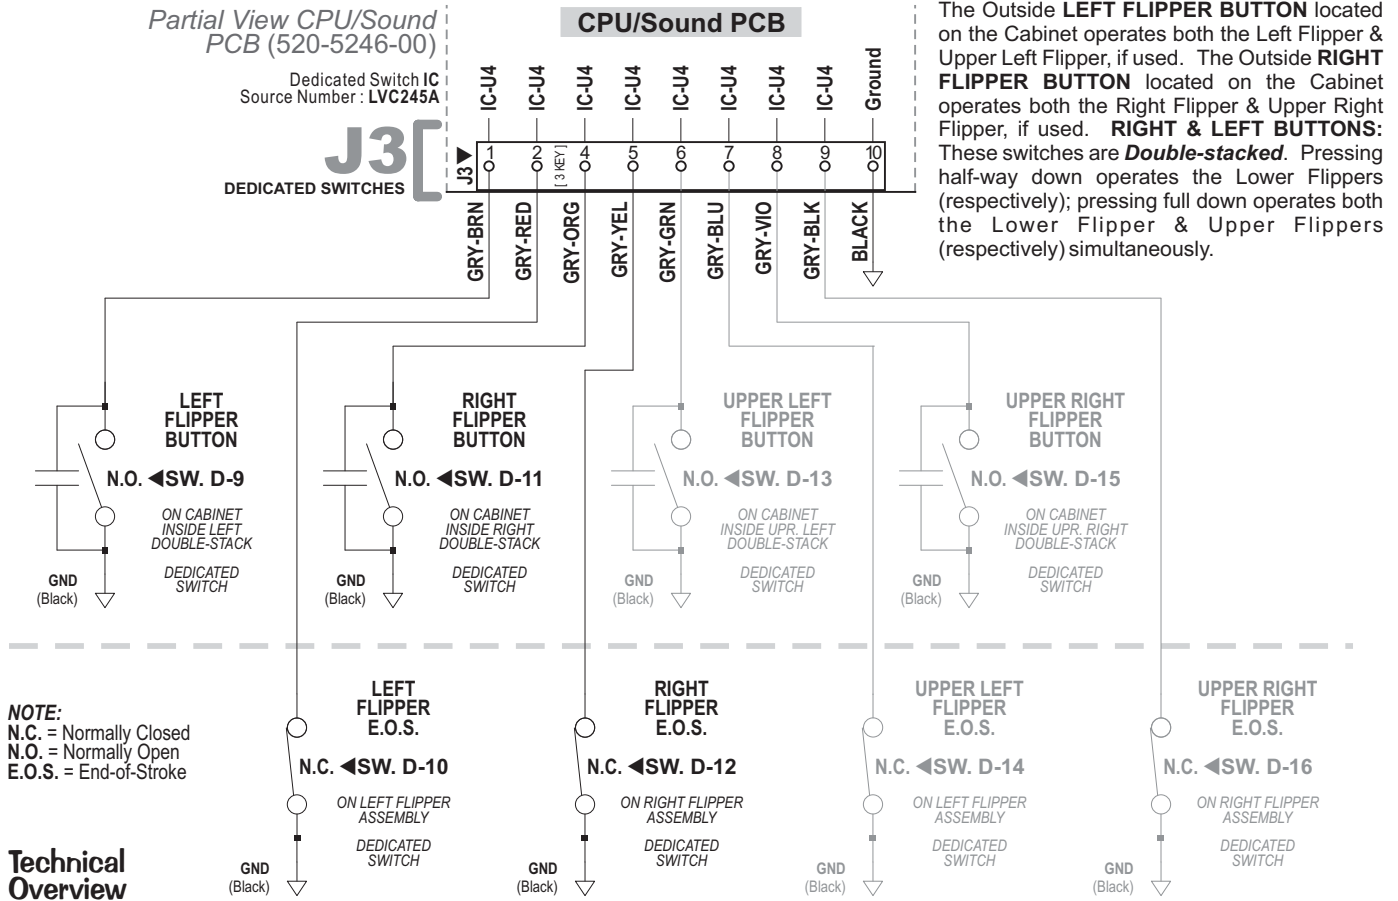 Partial View CPU/Sound
PCB (520-5246-00)
CPU/Sound PCB
Dedicated Switch IC
Source Number : LVC245A
J3
DEDICATED SWITCHES
IC-U4
IC-U4
IC-U4
IC-U4
IC-U4
IC-U4
IC-U4
IC-U4
Ground
J3
1
2
[ 3 KEY ]
4
5
6
7
8
9
10
GRY-BRN
GRY-RED
GRY-ORG
GRY-YEL
GRY-GRN
GRY-BLU
GRY-VIO
GRY-BLK
BLACK
The Outside LEFT FLIPPER BUTTON located
on the Cabinet operates both the Left Flipper &
Upper Left Flipper, if used. The Outside RIGHT
FLIPPER BUTTON located on the Cabinet
operates both the Right Flipper & Upper Right
Flipper, if used. RIGHT & LEFT BUTTONS:
These switches are Double-stacked. Pressing
half-way down operates the Lower Flippers
(respectively); pressing full down operates both
the Lower Flipper & Upper Flippers
(respectively) simultaneously.
LEFT
FLIPPER
BUTTON
N.O. ◀SW. D-9
ON CABINET
INSIDE LEFT
DOUBLE-STACK
DEDICATED
SWITCH
GND
(Black)
RIGHT
FLIPPER
BUTTON
N.O. ◀SW. D-11
ON CABINET
INSIDE RIGHT
DOUBLE-STACK
DEDICATED
SWITCH
GND
(Black)
UPPER LEFT
FLIPPER
BUTTON
N.O. ◀SW. D-13
ON CABINET
INSIDE UPR. LEFT
DOUBLE-STACK
DEDICATED
SWITCH
GND
(Black)
UPPER RIGHT
FLIPPER
BUTTON
N.O. ◀SW. D-15
ON CABINET
INSIDE UPR. RIGHT
DOUBLE-STACK
DEDICATED
SWITCH
GND
(Black)
NOTE:
N.C. = Normally Closed
N.O. = Normally Open
E.O.S. = End-of-Stroke
LEFT
FLIPPER
E.O.S.
N.C. ◀SW. D-10
ON LEFT FLIPPER
ASSEMBLY
DEDICATED
SWITCH
GND
(Black)
RIGHT
FLIPPER
E.O.S.
N.C. ◀SW. D-12
ON RIGHT FLIPPER
ASSEMBLY
DEDICATED
SWITCH
GND
(Black)
UPPER LEFT
FLIPPER
E.O.S.
N.C. ◀SW. D-14
ON LEFT FLIPPER
ASSEMBLY
DEDICATED
SWITCH
GND
(Black)
UPPER RIGHT
FLIPPER
E.O.S.
N.C. ◀SW. D-16
ON RIGHT FLIPPER
ASSEMBLY
DEDICATED
SWITCH
GND
(Black)
Technical
Overview